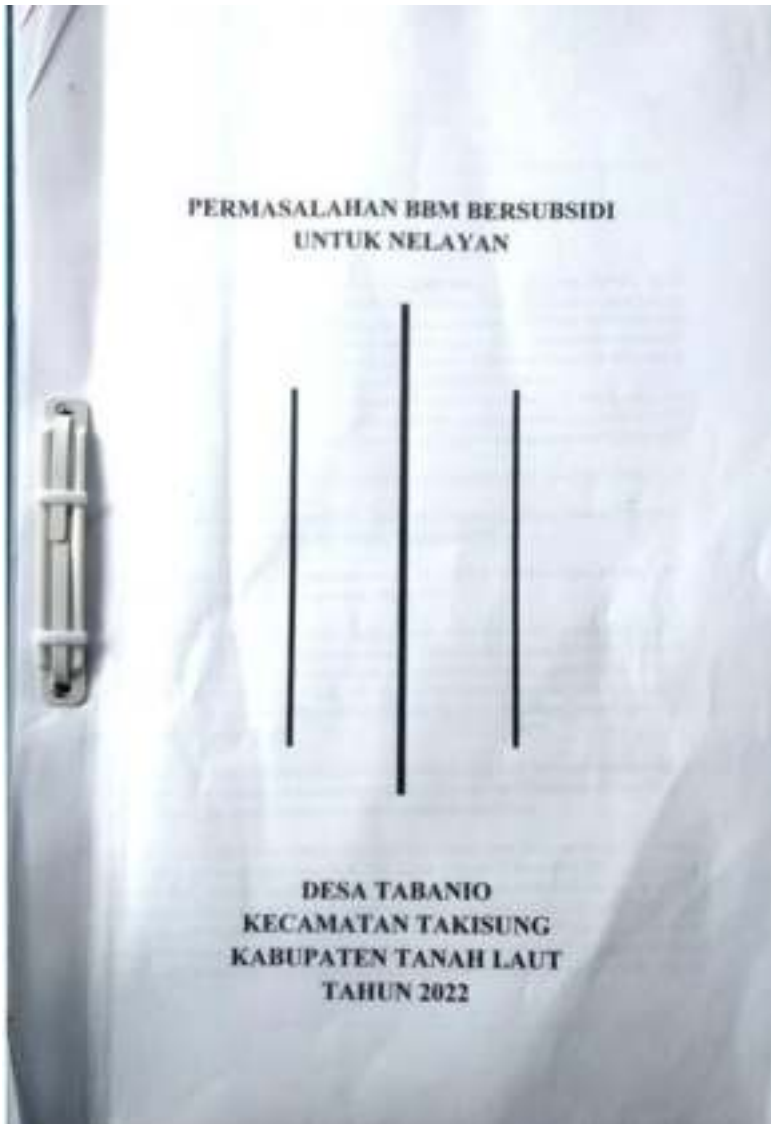 PERMASALAHAN BBM BERSUBSIDI
UNTUK NELAYAN
DESA TABANIO
KECAMATAN TAKISUNG
KABUPATEN TANAH LAUT
TAHUN 2022